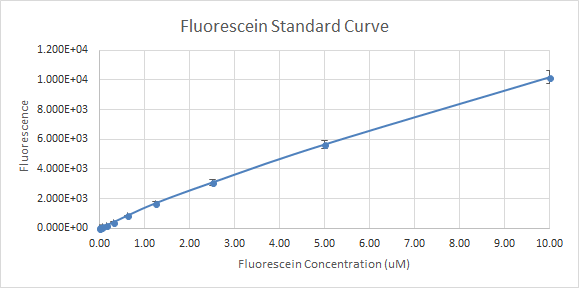 Fluorescein Standard Curve
1.200E+04
1.000E+04
8.000E+03
6.000E+03
4.000E+03
2.000E+03
0.000E+00
Fluorescence
0.00 1.00 2.00 3.00 4.00 5.00 6.00 7.00 8.00 9.00 10.00
Fluorescein Concentration (uM)